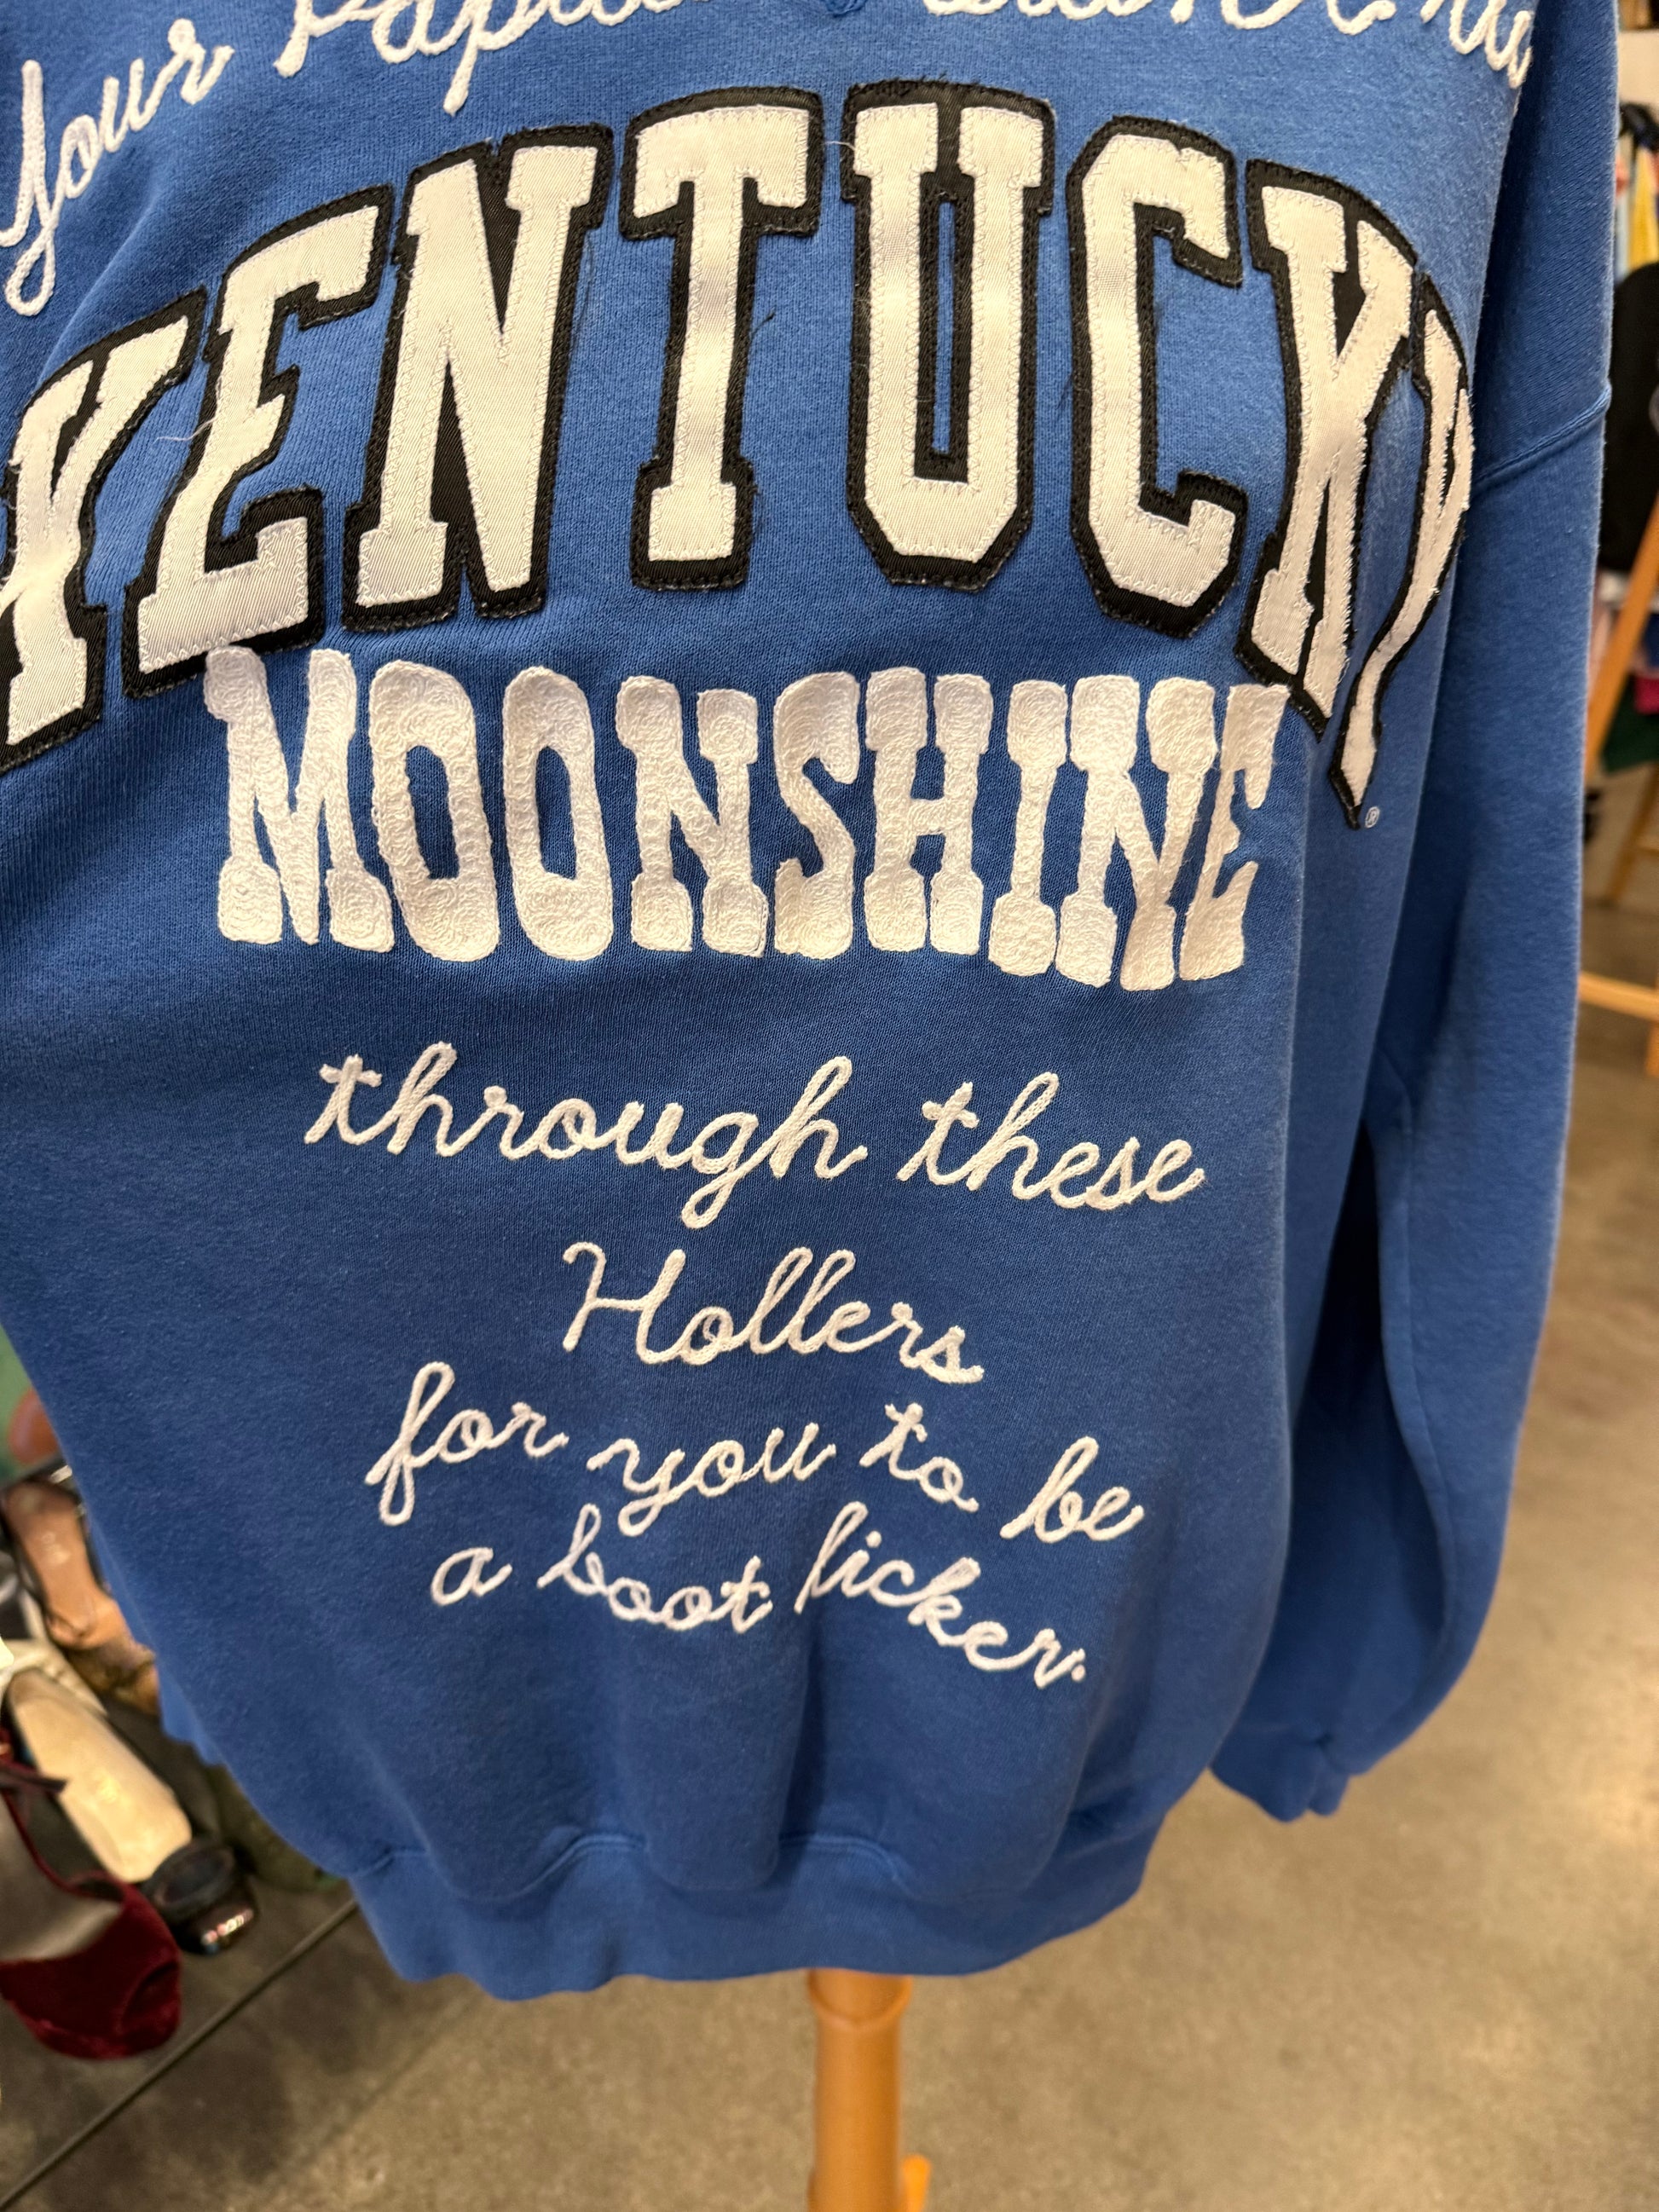 your
KENTUCKY
®
MOONSHINE
through these
Hollers
for you to be
a boot licker.